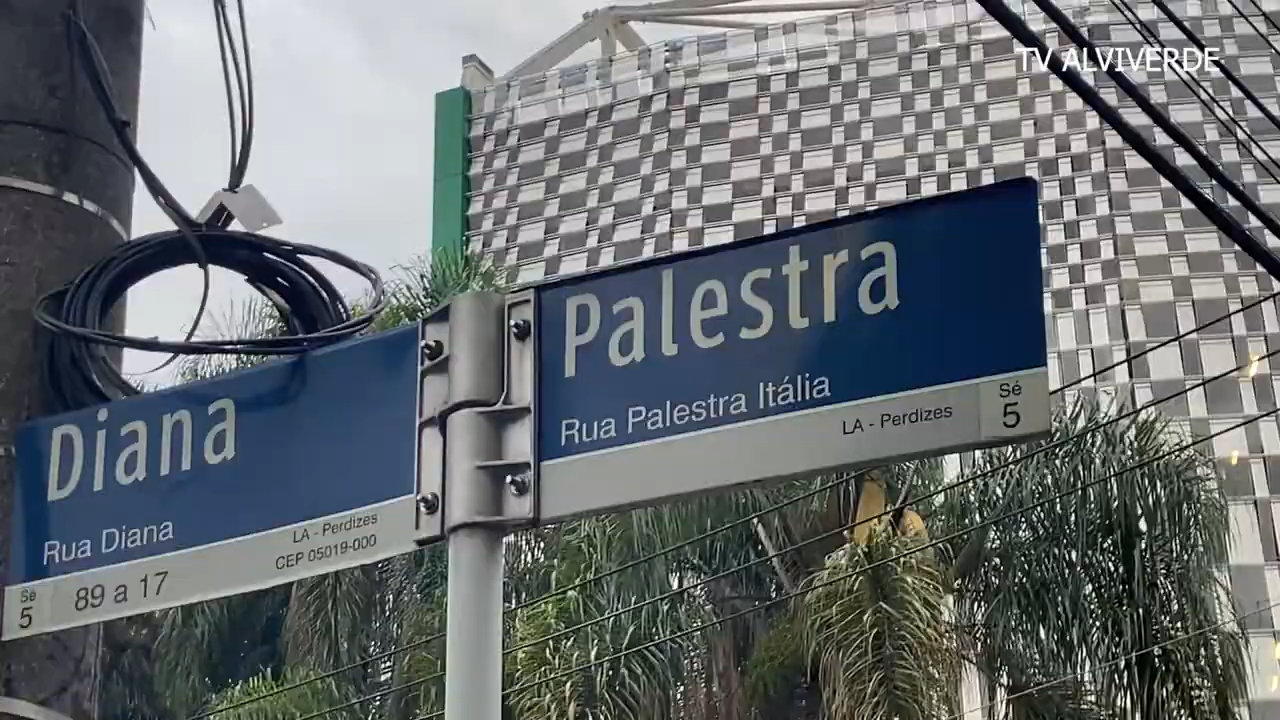 TV ALVIVERDE
Diana
Rua Diana
LA - Perdizes
CEP 05019-000
Sé
5
89 a 17
Palestra
Rua Palestra Itália
LA - Perdizes
Sé
5